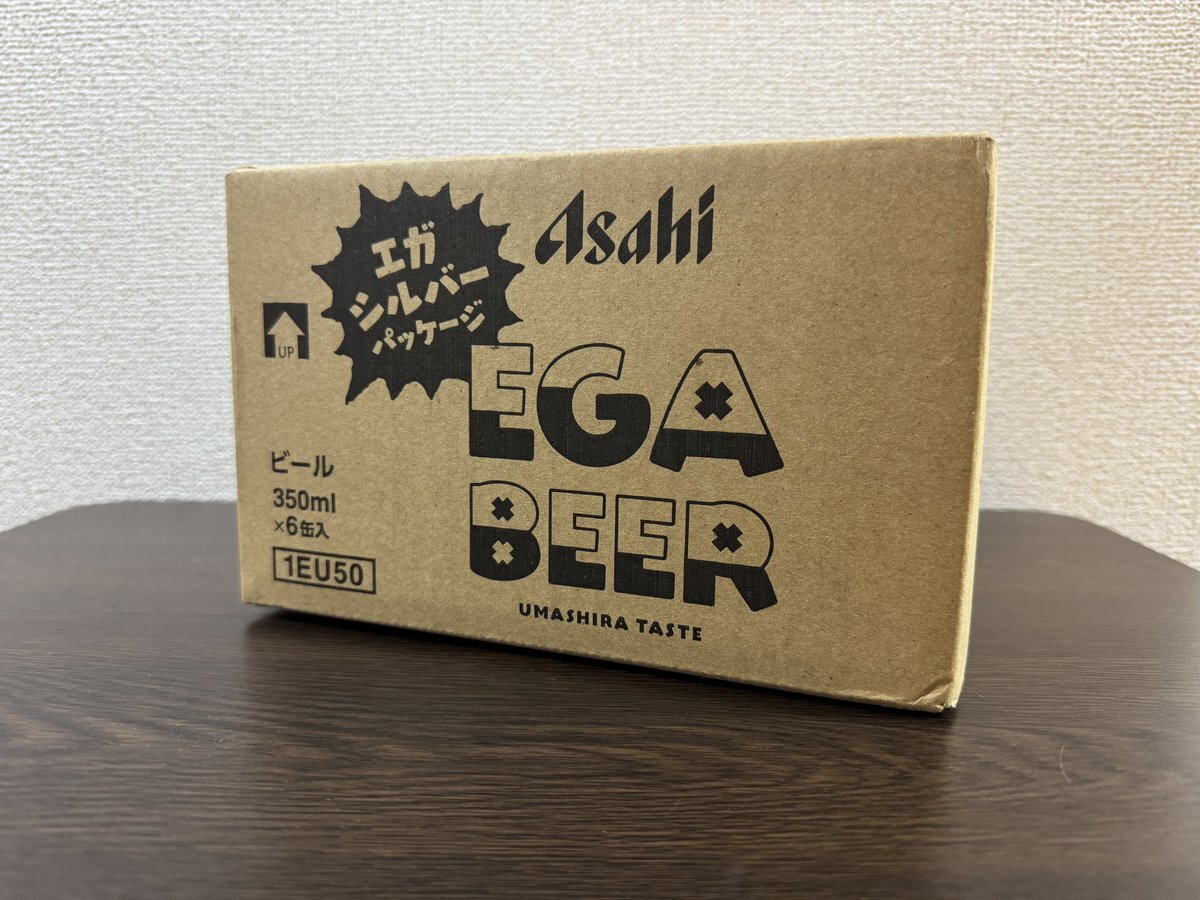 エガ
シルバー
パッケージ
Asahi
UP
EGA
BEER
UMASHIRA TASTE
ビール
350ml
×6缶入
1EU50